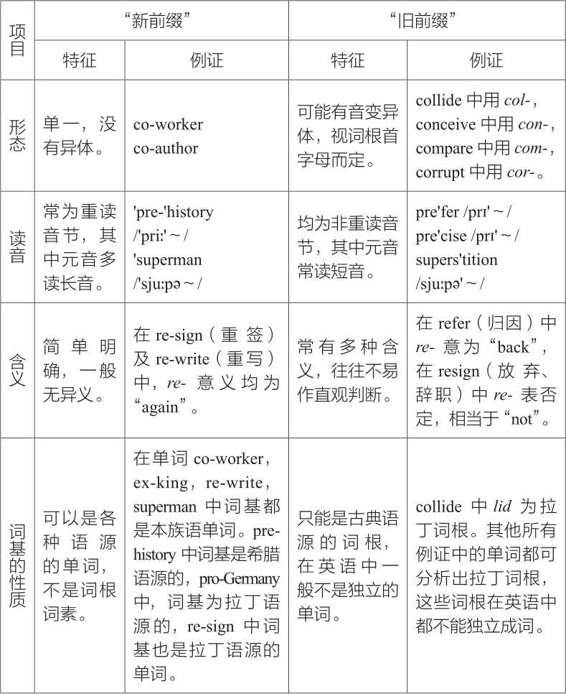 项目
“新前缀”
“旧前缀”
特征
例证
特征
例证
形态
单一，没
有异体。
co-worker
co-author
可能有音变异
体，视词根首
字母而定。
collide 中用 col-，
conceive 中用 con-，
compare 中用 com-，
corrupt 中用 cor-。
读音
常为重读
音节，其
中元音多
读长音。
'pre-'history
/'pri:'～/
'superman
/'sju:pə～/
均为非重读音
节，其中元音
常读短音。
pre'fer /prɪ'～/
pre'cise /prɪ'～/
supers'tition
/sju:pə'～/
含义
简单明
确，一般
无异义。
在 re-sign（重签）
及 re-write（重写）
中，re- 意义均为
“again”。
常有多种含
义，往往不易
作直观判断。
在 refer（归因）中
re- 意为“back”，
在 resign（放弃、
辞职）中 re- 表否
定，相当于“not”。
词基的性质
可以是各
种语源
的单词，
不是词根
词素。
在单词 co-worker，
ex-king，re-write，
superman 中词基都
是本族语单词。pre-
history 中词基是希腊
语源的，pro-Germany
中，词基为拉丁语
源的，re-sign 中词
基也是拉丁语源的
单词。
只能是古典语
源的词根，
在英语中一
般不是独立的
单词。
collide 中 lid 为拉
丁词根。其他所有
例证中的单词都可
分析出拉丁词根，
这些词根在英语中
都不能独立成词。